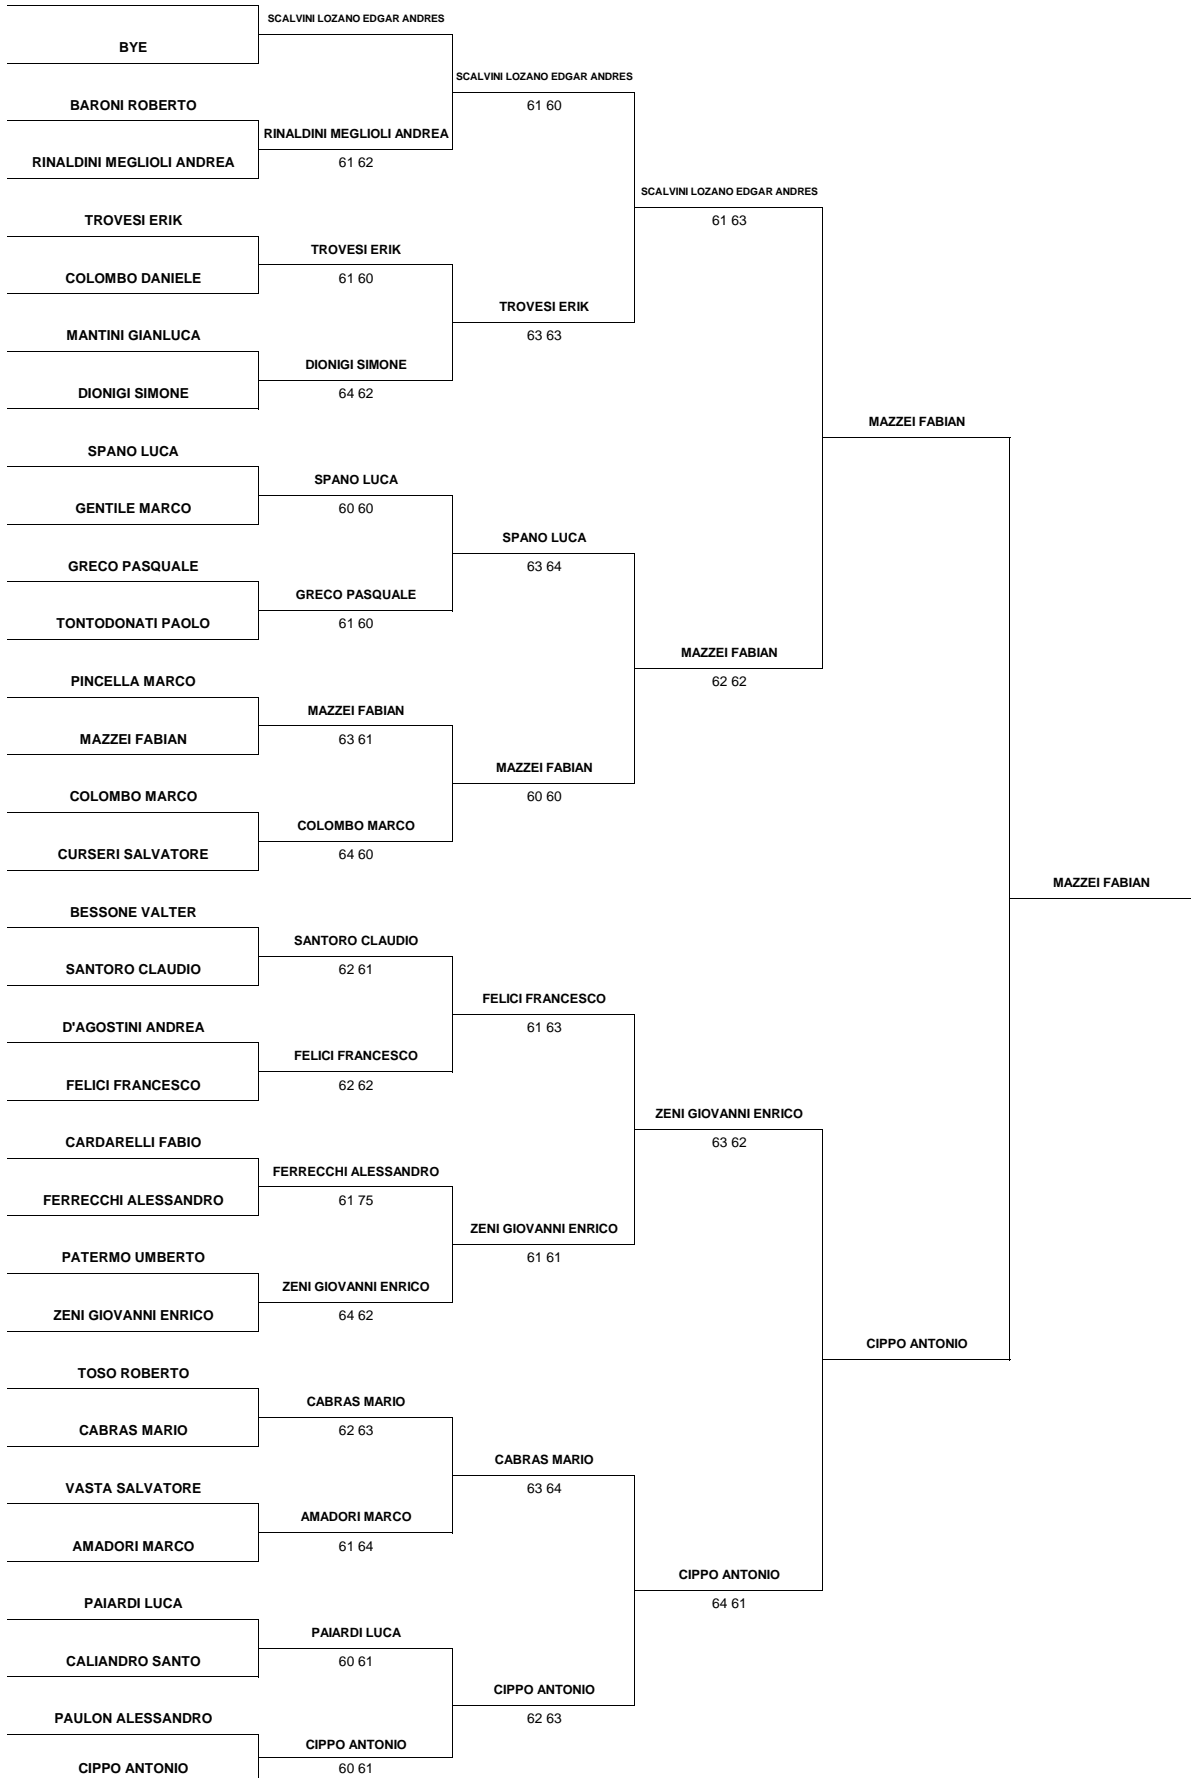 SCALVINI LOZANO EDGAR ANDRES
BYE
SCALVINI LOZANO EDGAR ANDRES
BARONI ROBERTO
61 60
RINALDINI MEGLIOLI ANDREA
RINALDINI MEGLIOLI ANDREA
61 62
SCALVINI LOZANO EDGAR ANDRES
TROVESI ERIK
61 63
TROVESI ERIK
COLOMBO DANIELE
61 60
TROVESI ERIK
MANTINI GIANLUCA
63 63
DIONIGI SIMONE
DIONIGI SIMONE
64 62
MAZZEI FABIAN
SPANO LUCA
SPANO LUCA
GENTILE MARCO
60 60
SPANO LUCA
GRECO PASQUALE
63 64
GRECO PASQUALE
TONTODONATI PAOLO
61 60
MAZZEI FABIAN
PINCELLA MARCO
62 62
MAZZEI FABIAN
MAZZEI FABIAN
63 61
MAZZEI FABIAN
COLOMBO MARCO
60 60
COLOMBO MARCO
CURSERI SALVATORE
64 60
MAZZEI FABIAN
BESSONE VALTER
SANTORO CLAUDIO
SANTORO CLAUDIO
62 61
FELICI FRANCESCO
D'AGOSTINI ANDREA
61 63
FELICI FRANCESCO
FELICI FRANCESCO
62 62
ZENI GIOVANNI ENRICO
CARDARELLI FABIO
63 62
FERRECCHI ALESSANDRO
FERRECCHI ALESSANDRO
61 75
ZENI GIOVANNI ENRICO
PATERMO UMBERTO
61 61
ZENI GIOVANNI ENRICO
ZENI GIOVANNI ENRICO
64 62
CIPPO ANTONIO
TOSO ROBERTO
CABRAS MARIO
CABRAS MARIO
62 63
CABRAS MARIO
VASTA SALVATORE
63 64
AMADORI MARCO
AMADORI MARCO
61 64
CIPPO ANTONIO
PAIARDI LUCA
64 61
PAIARDI LUCA
CALIANDRO SANTO
60 61
CIPPO ANTONIO
PAULON ALESSANDRO
62 63
CIPPO ANTONIO
CIPPO ANTONIO
60 61